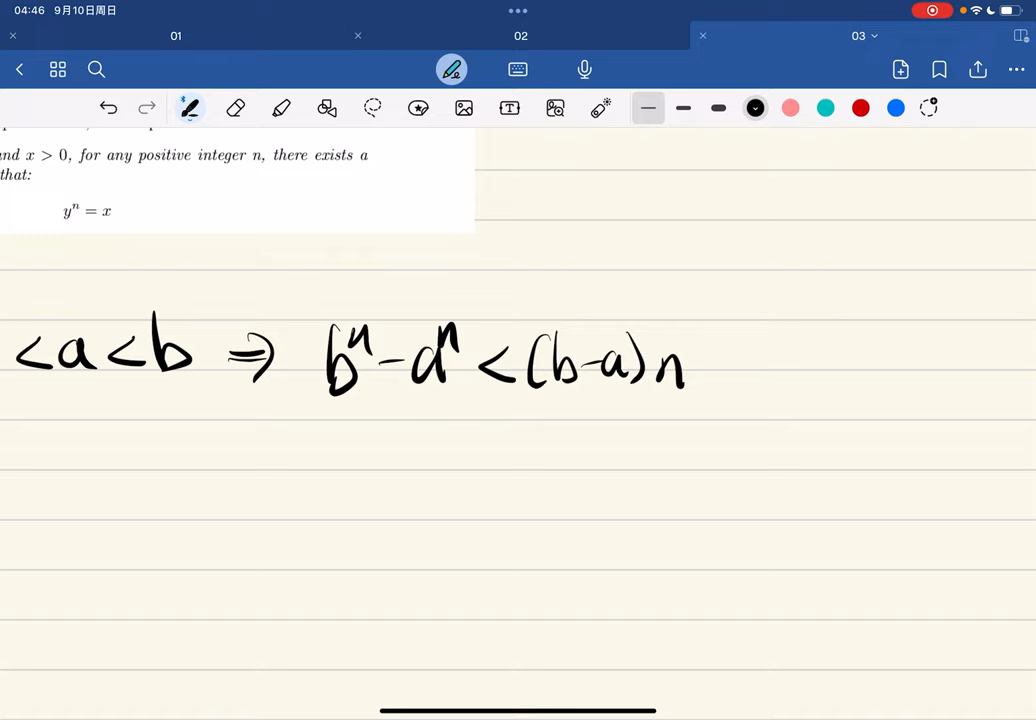 04:46 9月10日周日
01 02 03
and x > 0, for any positive integer n, there exists a
that:
yⁿ = x
< a < b ⇒ bⁿ - aⁿ < (b-a) n